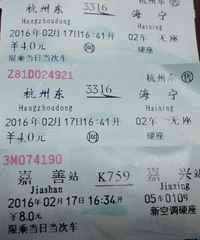 杭州东 3316 海宁
Hangzhoudong Haining
2016年02月17日16:41开 02车 无座
¥4.0元 网 硬座
限乘当日当次车
Z81D024921 杭州东
杭州东 3316 海宁
Hangzhoudong Haining
2016年02月17日16:41开 02车 无座
¥4.0元 网 硬座
限乘当日当次车
3M074190
嘉善站 K759 嘉兴站
Jiashan Jiaxing
2016年02月17日16:34开 05车010号
¥8.0元 新空调硬座
限乘当日当次车